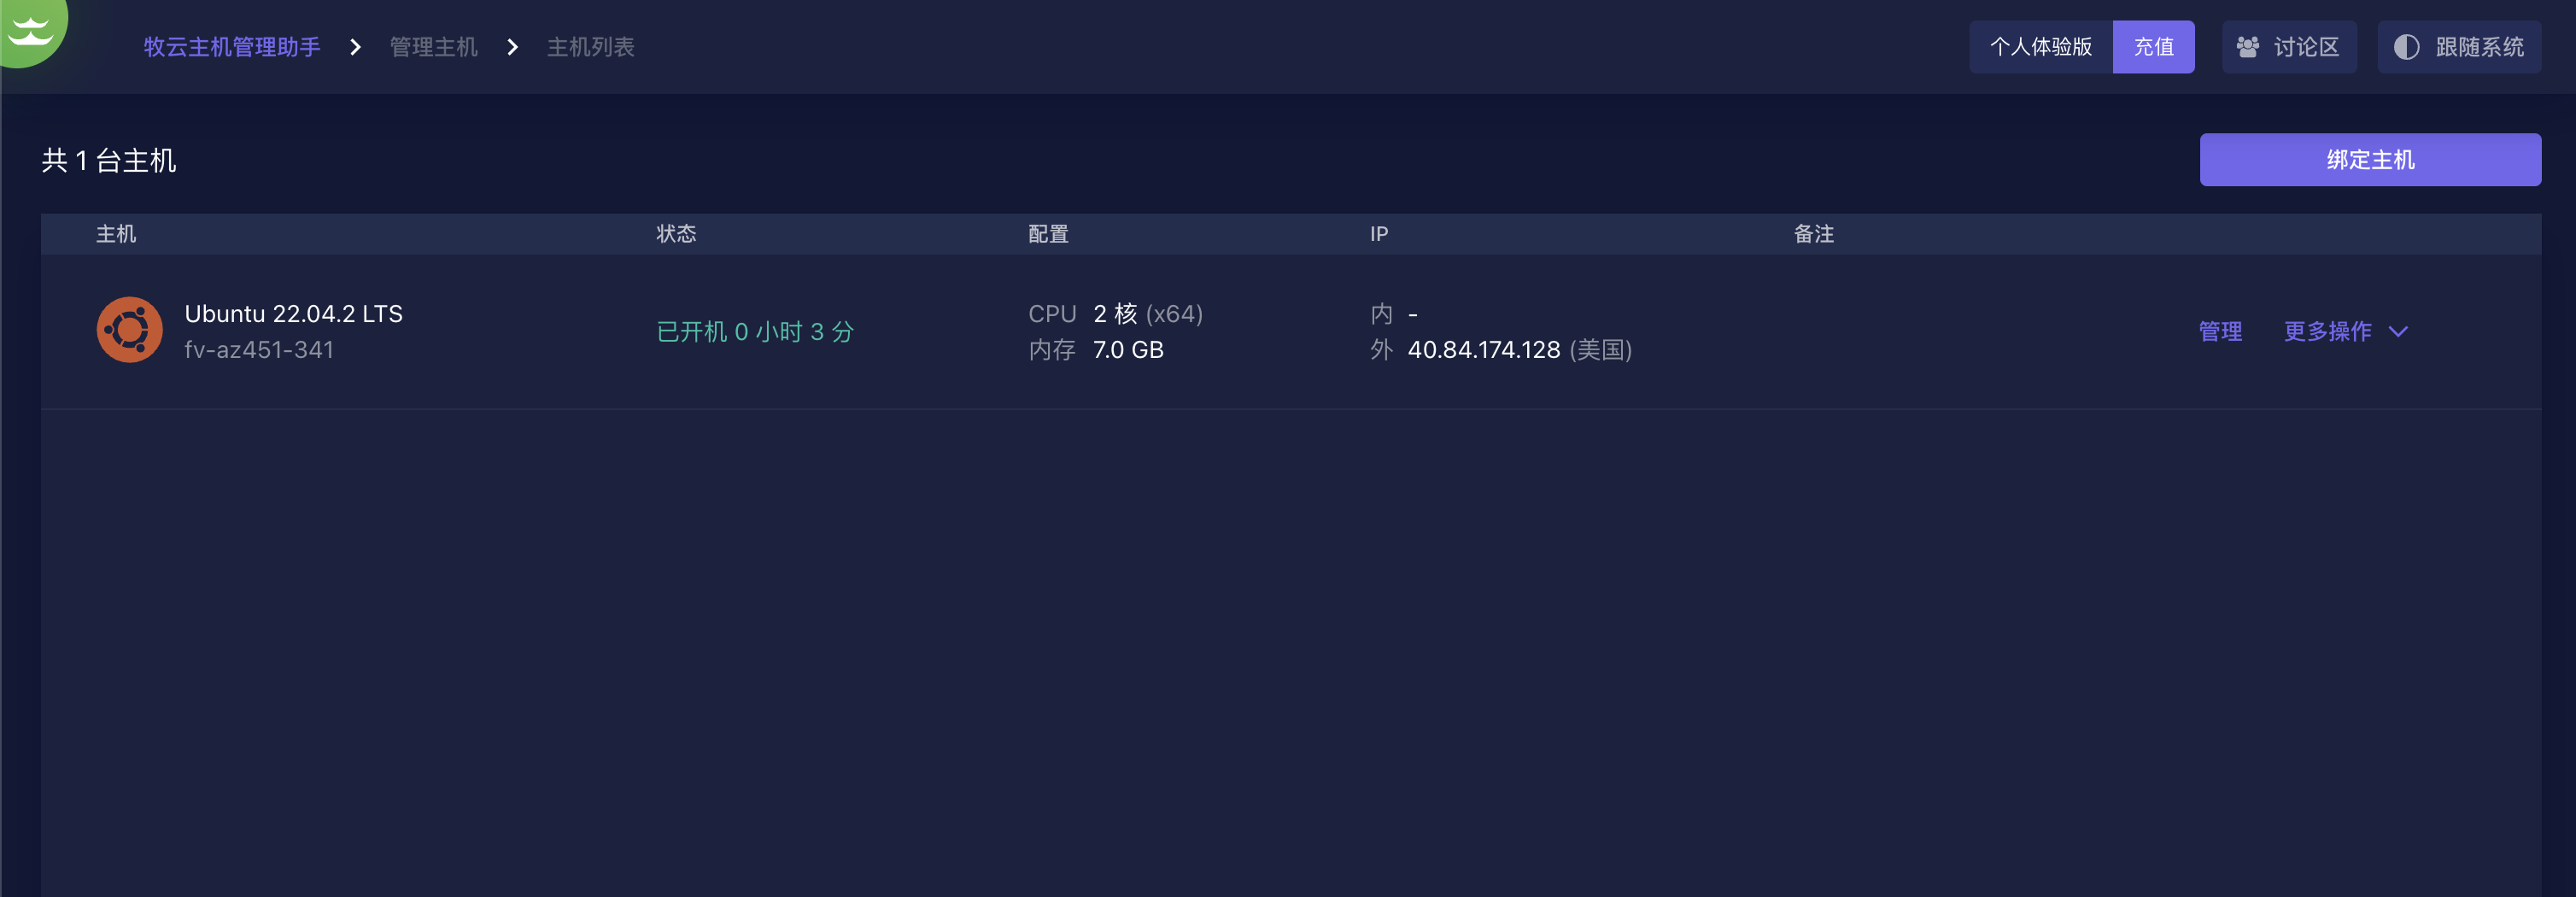 牧云主机管理助手 管理主机 主机列表 个人体验版 充值 讨论区 跟随系统
共 1 台主机 绑定主机
主机 状态 配置 IP 备注
Ubuntu 22.04.2 LTS CPU 2 核 (x64) 内 -
已开机 0 小时 3 分 管理 更多操作
fv-az451-341 内存 7.0 GB 外 40.84.174.128 (美国)